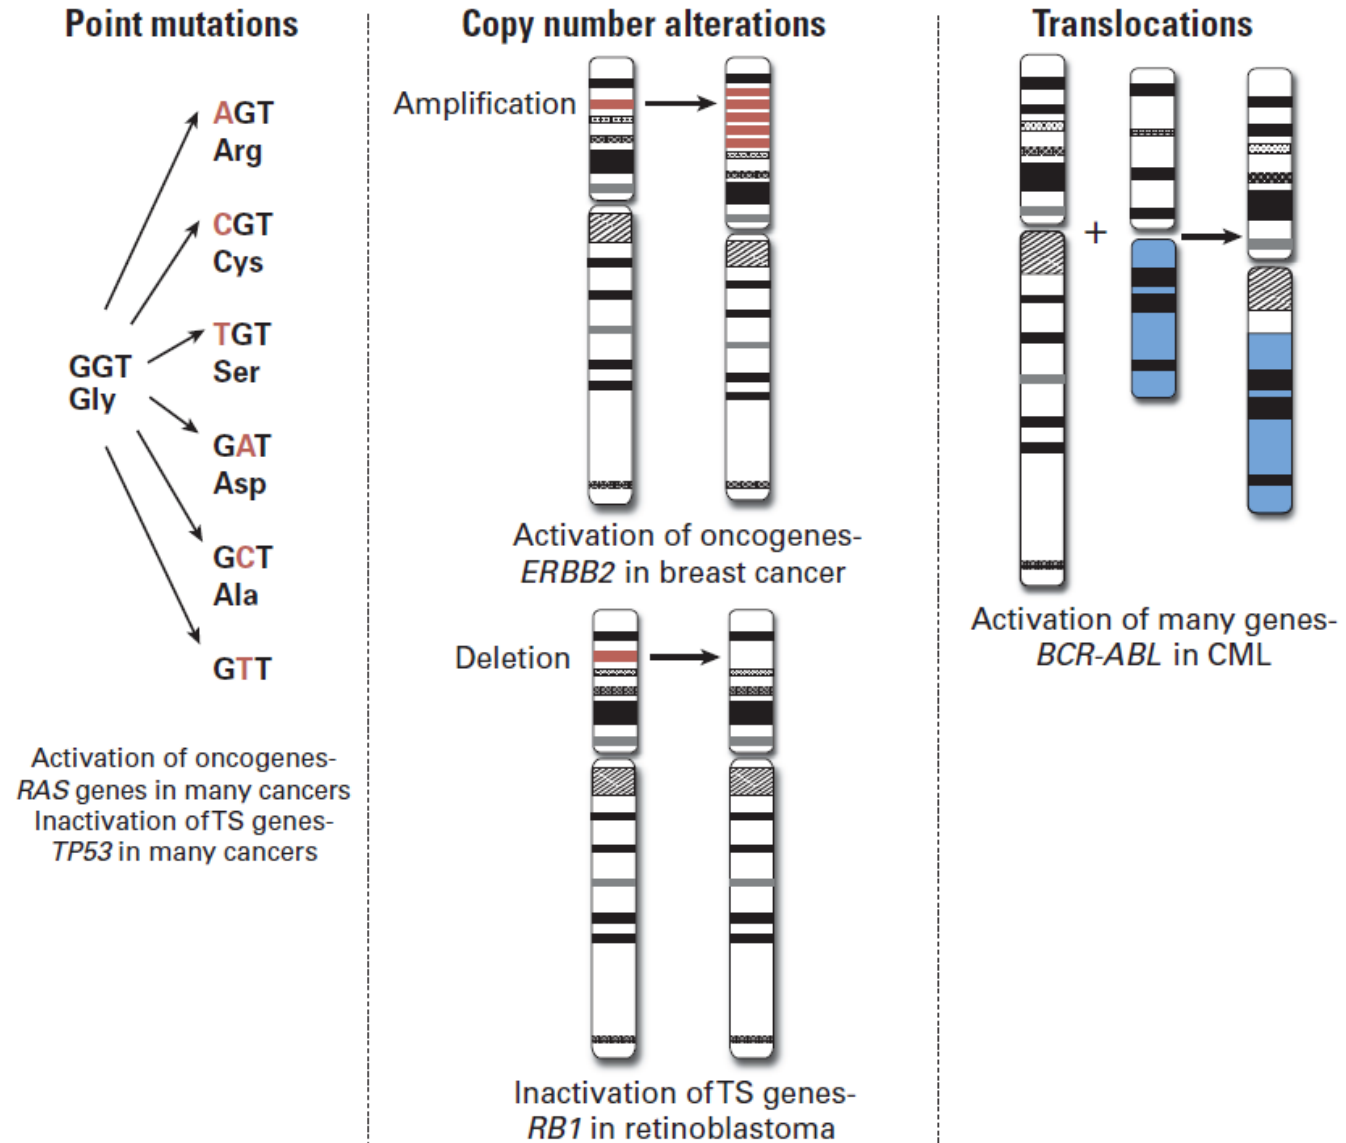 Point mutations
AGT
Arg
CGT
Cys
TGT
Ser
GGT
Gly
GAT
Asp
GCT
Ala
GTT
Activation of oncogenes-
RAS genes in many cancers
Inactivation of TS genes-
TP53 in many cancers
Copy number alterations
Amplification
Activation of oncogenes-
ERBB2 in breast cancer
Deletion
Inactivation of TS genes-
RB1 in retinoblastoma
Translocations
+
Activation of many genes-
BCR-ABL in CML